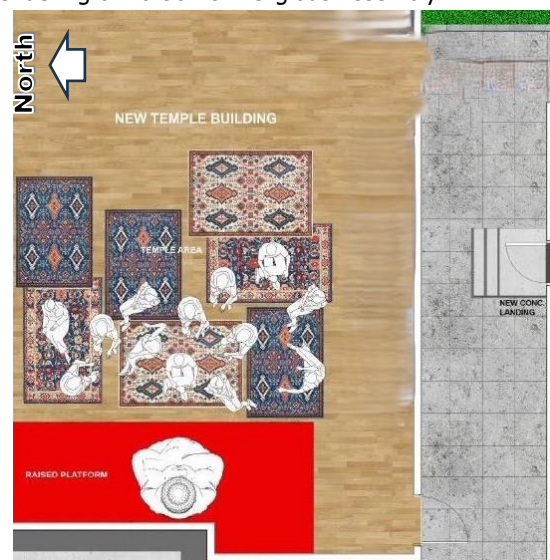 North
NEW TEMPLE BUILDING
TEMPLE AREA
NEW CONC.
LANDING
RAISED PLATFORM